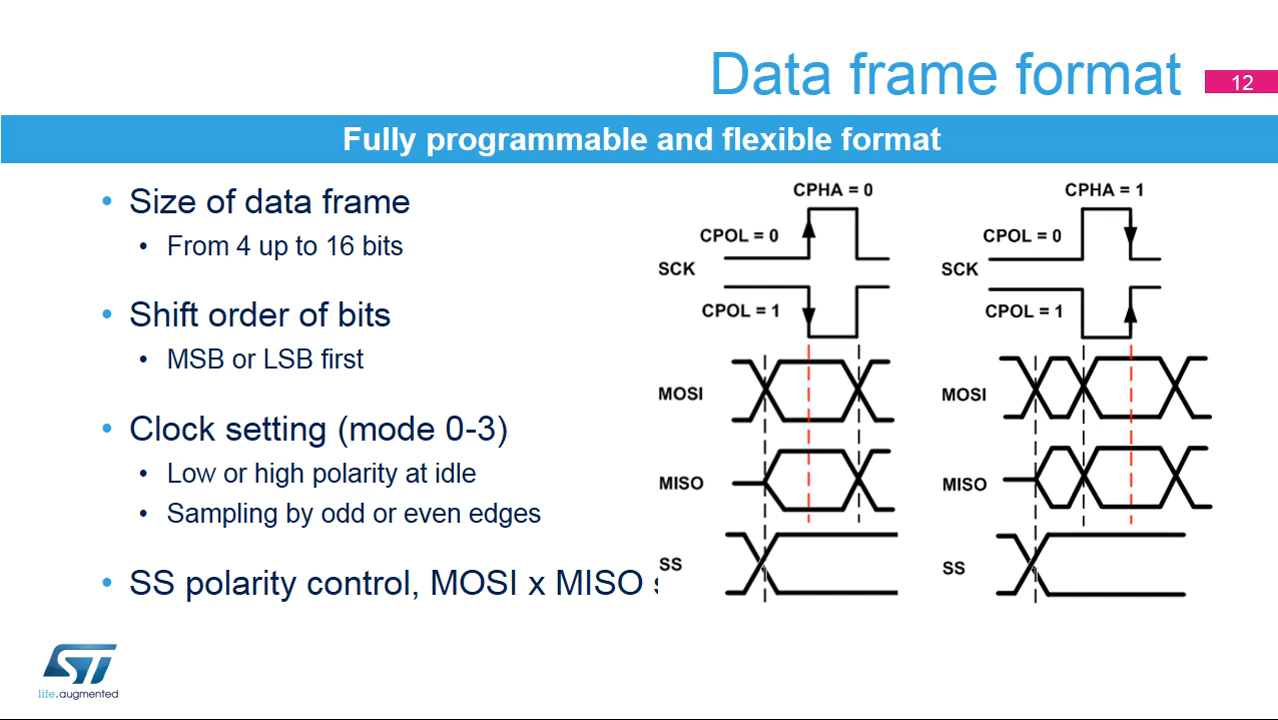 Data frame format
12
Fully programmable and flexible format
• Size of data frame
• From 4 up to 16 bits
• Shift order of bits
• MSB or LSB first
• Clock setting (mode 0-3)
• Low or high polarity at idle
• Sampling by odd or even edges
• SS polarity control, MOSI x MISO
CPHA = 0
CPOL = 0
SCK
CPOL = 1
MOSI
MISO
SS
CPHA = 1
CPOL = 0
SCK
CPOL = 1
MOSI
MISO
SS
ST
life.augmented